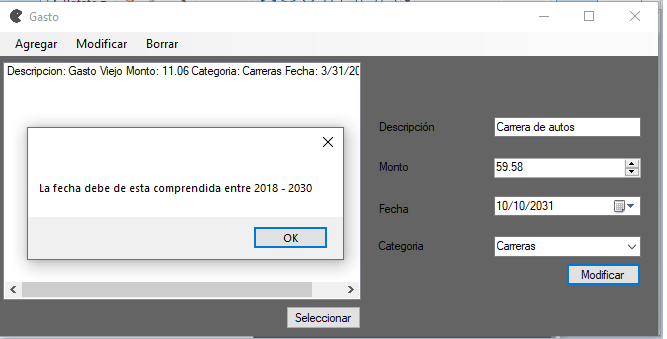 Gasto
Agregar Modificar Borrar
Descripcion: Gasto Viejo Monto: 11.06 Categoria: Carreras Fecha: 3/31/20
La fecha debe de esta comprendida entre 2018 - 2030
OK
Descripción Carrera de autos
Monto 59.58
Fecha 10/10/2031
Categoria Carreras
Modificar
Seleccionar